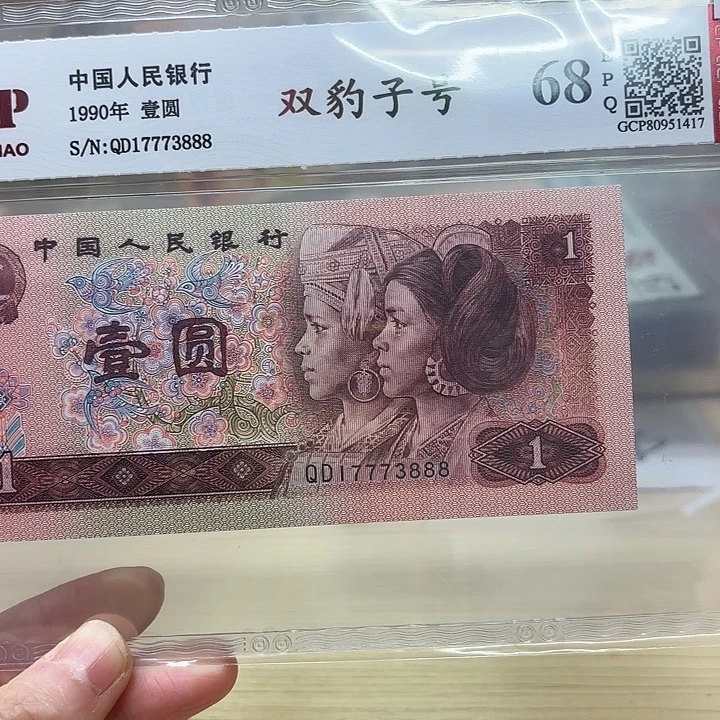 中国人民银行
1990年 壹圆
S/N:QD17773888
双豹子号
68
P
Q
GCP80951417
中国人民银行
1
壹圆
1
QD17773888
1